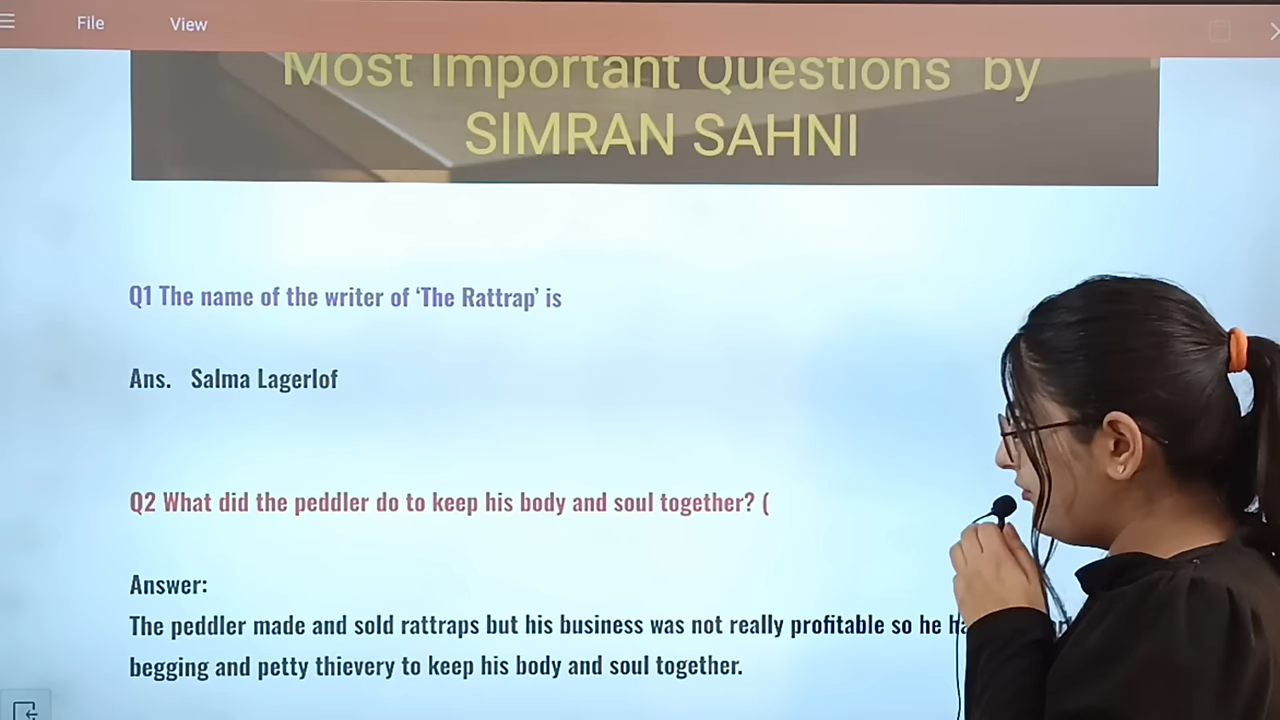 File View
Most Important Questions by
SIMRAN SAHNI
Q1 The name of the writer of ‘The Rattrap’ is
Ans. Salma Lagerlof
Q2 What did the peddler do to keep his body and soul together? (
Answer:
The peddler made and sold rattraps but his business was not really profitable so he
begging and petty thievery to keep his body and soul together.